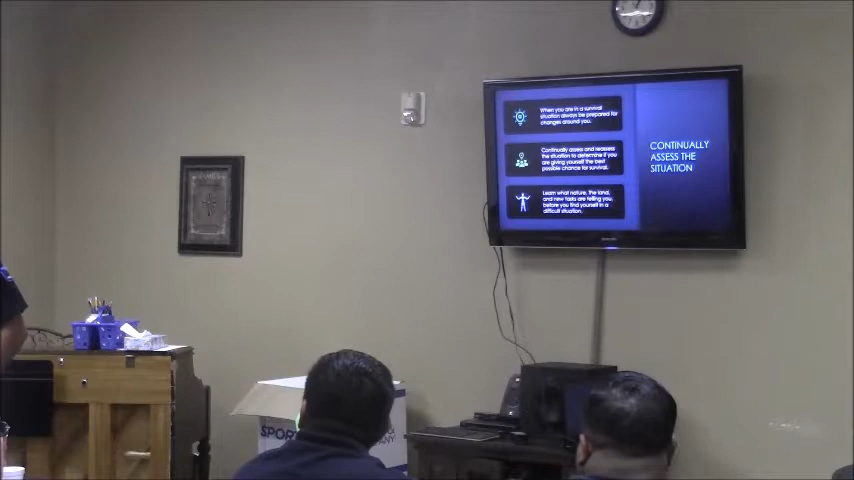 When you are in a survival
situation always be prepared for
changes around you.
Continually assess and reassess
the situation to determine if you
are giving yourself the best
possible chance for survival.
Learn what nature, the land,
and new tasks are telling you,
before you find yourself in a
difficult situation.
CONTINUALLY
ASSESS THE
SITUATION
SPORTS